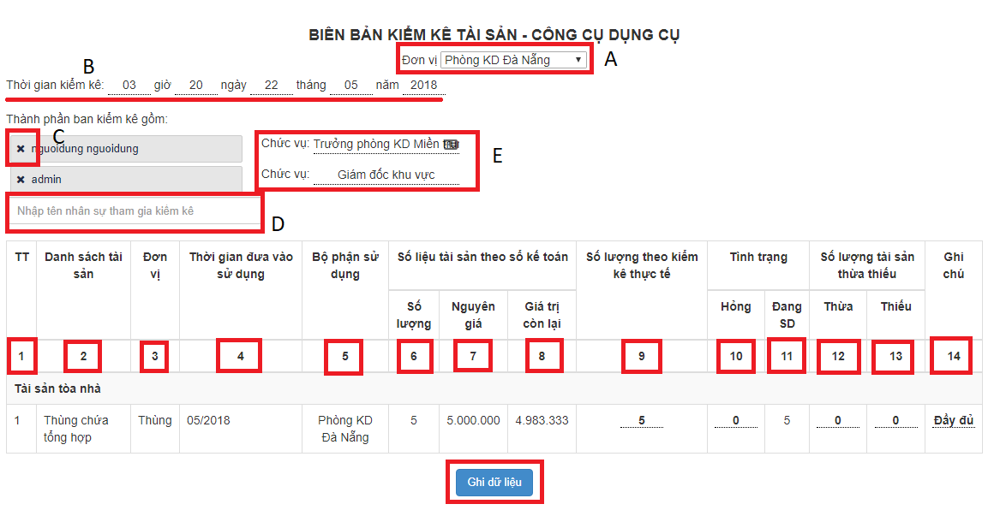 BIÊN BẢN KIỂM KÊ TÀI SẢN - CÔNG CỤ DỤNG CỤ
Đơn vị Phòng KD Đà Nẵng A
B
Thời gian kiểm kê: 03 giờ 20 ngày 22 tháng 05 năm 2018
Thành phần ban kiểm kê gồm:
C
nguoidung nguoidung
Chức vụ: Trưởng phòng KD Miền
E
admin
Chức vụ: Giám đốc khu vực
Nhập tên nhân sự tham gia kiểm kê
D
TT Danh sách tài sản Đơn vị Thời gian đưa vào sử dụng Bộ phận sử dụng Số liệu tài sản theo sổ kế toán Số lượng theo kiểm kê thực tế Tình trạng Số lượng tài sản thừa thiếu Ghi chú
Số lượng Nguyên giá Giá trị còn lại Hỏng Đang SD Thừa Thiếu
1 2 3 4 5 6 7 8 9 10 11 12 13 14
Tài sản tòa nhà
1 Thùng chứa tổng hợp Thùng 05/2018 Phòng KD Đà Nẵng 5 5.000.000 4.983.333 5 0 5 0 0 Đầy đủ
Ghi dữ liệu